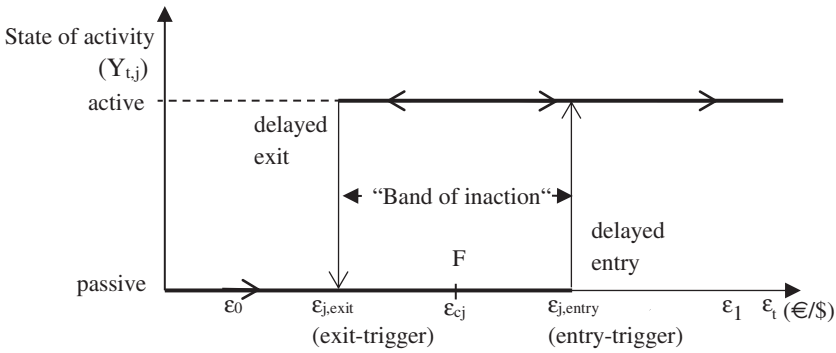 State of activity
(Yt,j)
active
delayed
exit
“Band of inaction“
delayed
entry
F
passive
ε0 εj,exit εcj εj,entry ε1 εt (€/$)
(exit-trigger) (entry-trigger)